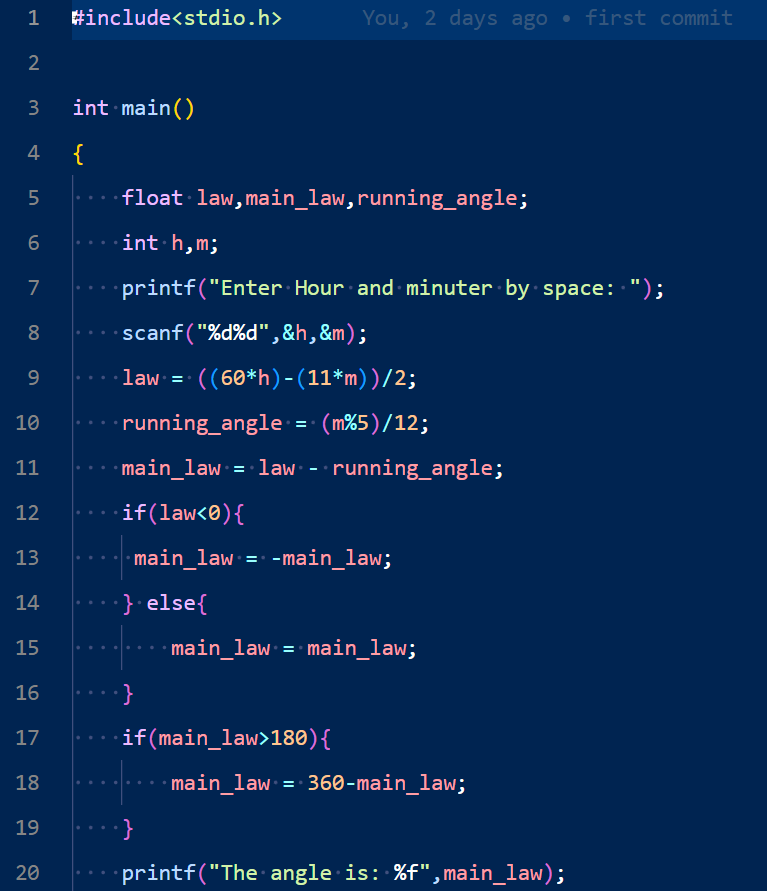 1 #include<stdio.h> You, 2 days ago • first commit
2
3 int main()
4 {
5 float law,main_law,running_angle;
6 int h,m;
7 printf("Enter Hour and minuter by space: ");
8 scanf("%d%d",&h,&m);
9 law = ((60*h)-(11*m))/2;
10 running_angle = (m%5)/12;
11 main_law = law - running_angle;
12 if(law<0){
13 main_law = -main_law;
14 } else{
15 main_law = main_law;
16 }
17 if(main_law>180){
18 main_law = 360-main_law;
19 }
20 printf("The angle is: %f",main_law);